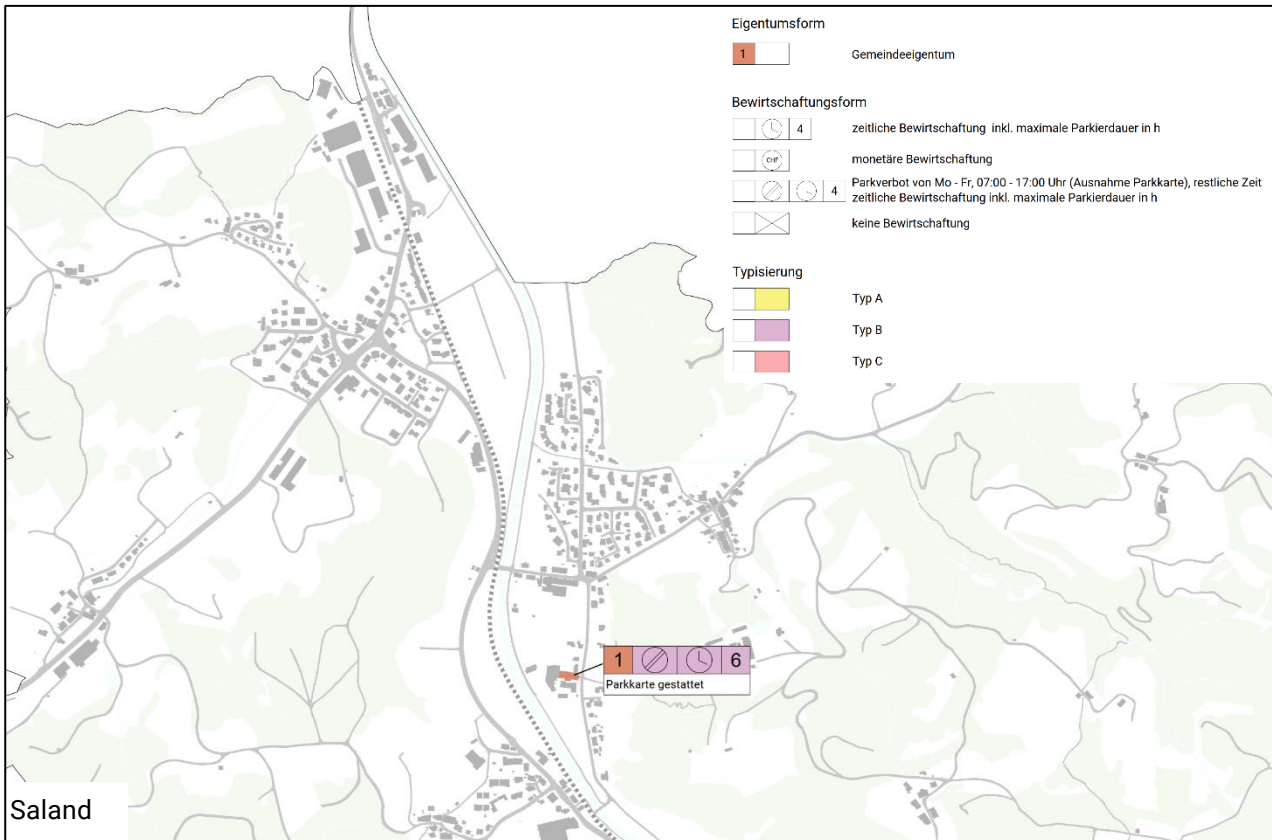 Eigentumsform
1
Gemeindeeigentum
Bewirtschaftungsform
4
zeitliche Bewirtschaftung inkl. maximale Parkierdauer in h
CHF
monetäre Bewirtschaftung
4
Parkverbot von Mo - Fr, 07:00 - 17:00 Uhr (Ausnahme Parkkarte), restliche Zeit
zeitliche Bewirtschaftung inkl. maximale Parkierdauer in h
keine Bewirtschaftung
Typisierung
Typ A
Typ B
Typ C
1 6
Parkkarte gestattet
Saland